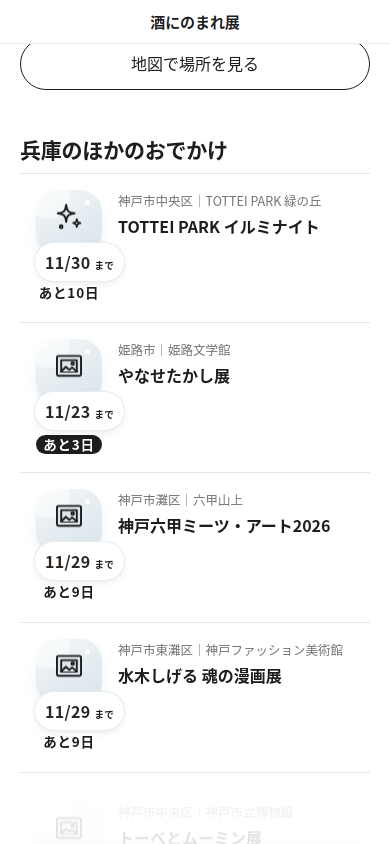 酒にのまれ展
地図で場所を見る
兵庫のほかのおでかけ
神戸市中央区｜TOTTEI PARK 緑の丘
TOTTEI PARK イルミナイト
11/30 まで
あと10日
姫路市｜姫路文学館
やなせたかし展
11/23 まで
あと3日
神戸市灘区｜六甲山上
神戸六甲ミーツ・アート2026
11/29 まで
あと9日
神戸市東灘区｜神戸ファッション美術館
水木しげる 魂の漫画展
11/29 まで
あと9日
神戸市中央区｜神戸市立博物館
トーベとムーミン展